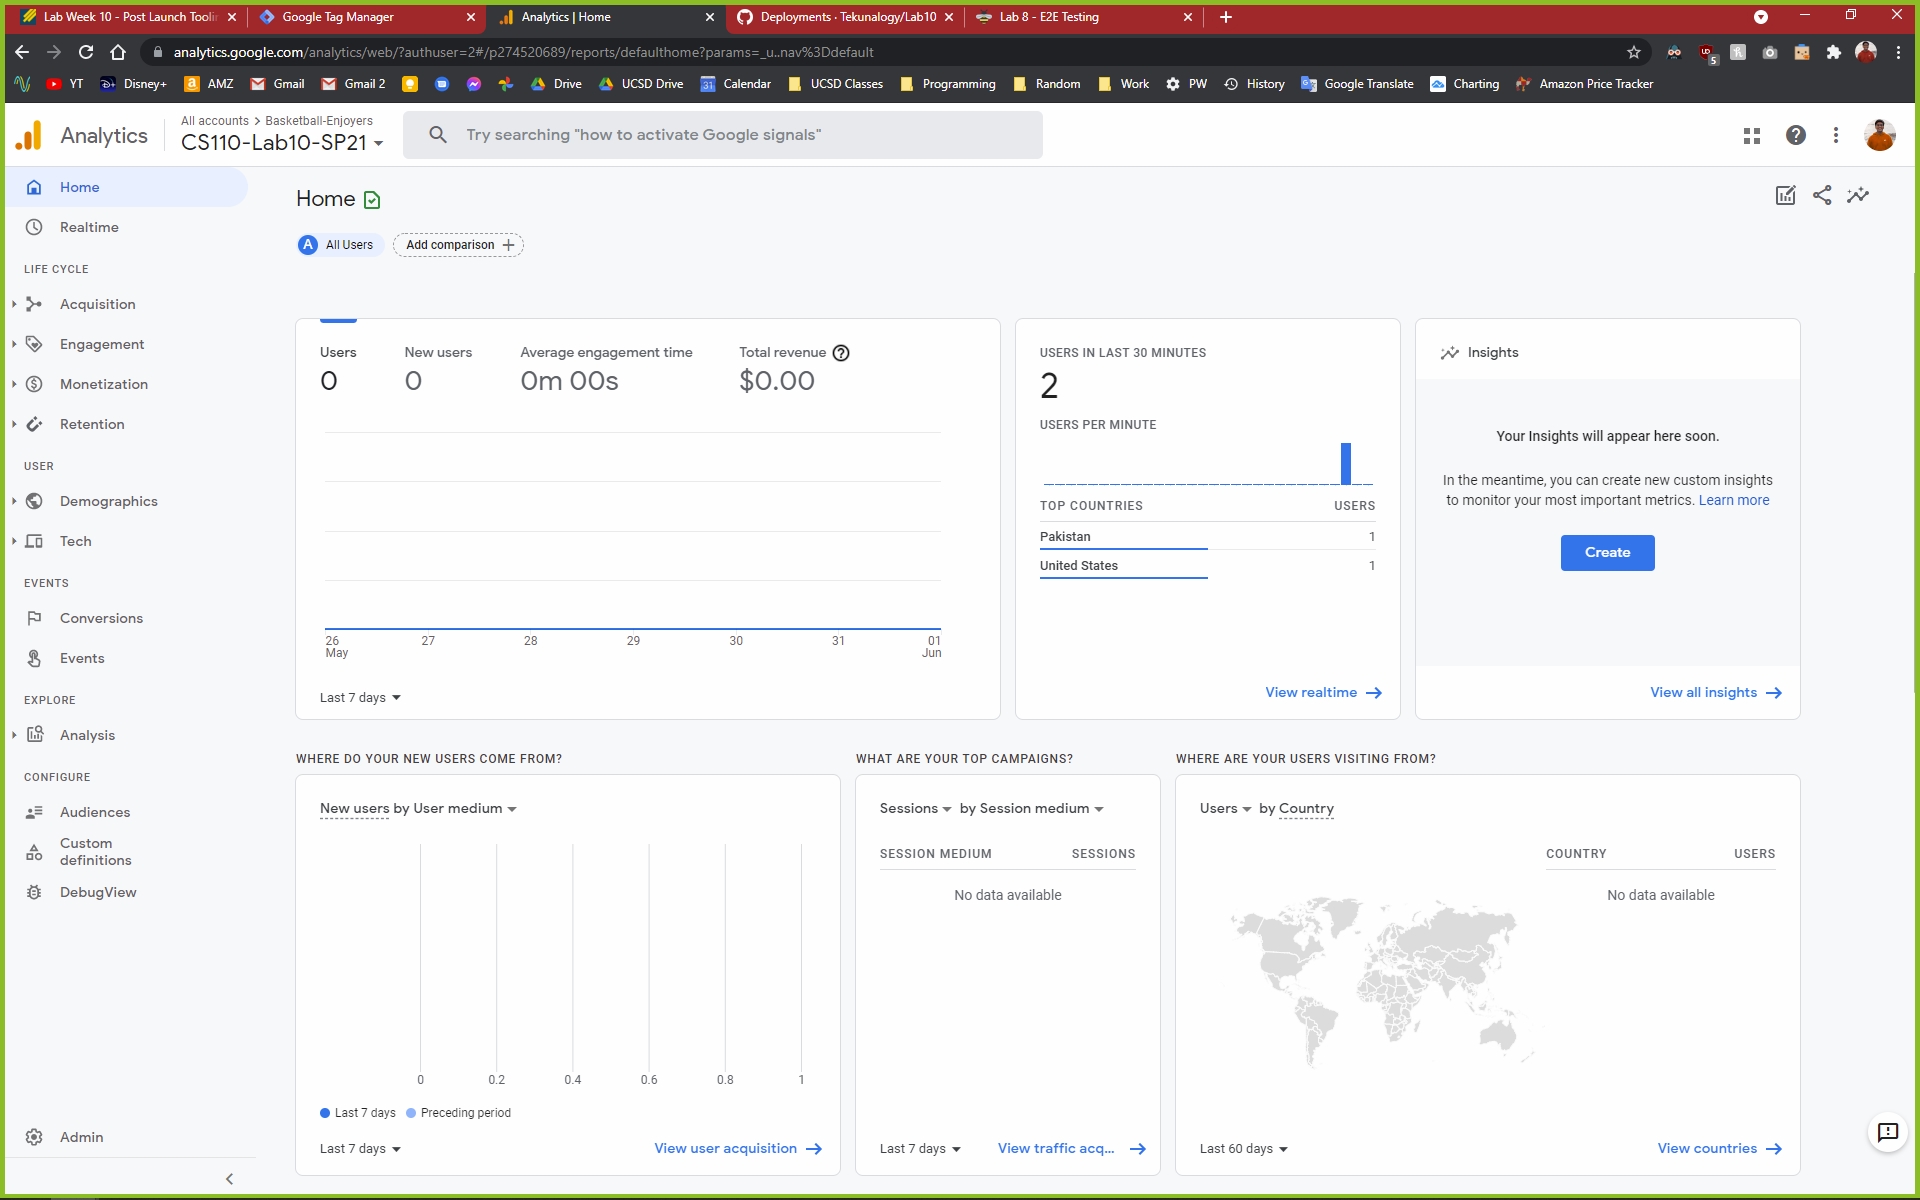 Lab Week 10 - Post Launch Toolin
Google Tag Manager
Analytics | Home
Deployments · Tekunalogy/Lab10
Lab 8 - E2E Testing
analytics.google.com/analytics/web/?authuser=2#/p274520689/reports/defaulthome?params=_u..nav%3Ddefault
5
YT
Disney+
AMZ
Gmail
Gmail 2
Drive
UCSD Drive
31
Calendar
UCSD Classes
Programming
Random
Work
PW
History
Google Translate
Charting
Amazon Price Tracker
Analytics
All accounts > Basketball-Enjoyers
CS110-Lab10-SP21
Try searching "how to activate Google signals"
Home
Realtime
LIFE CYCLE
Acquisition
Engagement
Monetization
Retention
USER
Demographics
Tech
EVENTS
Conversions
Events
EXPLORE
Analysis
CONFIGURE
Audiences
Custom
definitions
DebugView
Admin
Home
A All Users
Add comparison +
Users
0
New users
0
Average engagement time
0m 00s
Total revenue
$0.00
26
May
27
28
29
30
31
01
Jun
Last 7 days
USERS IN LAST 30 MINUTES
2
USERS PER MINUTE
TOP COUNTRIES USERS
Pakistan 1
United States 1
View realtime
Insights
Your Insights will appear here soon.
In the meantime, you can create new custom insights
to monitor your most important metrics. Learn more
Create
View all insights
WHERE DO YOUR NEW USERS COME FROM?
New users by User medium
0 0.2 0.4 0.6 0.8 1
Last 7 days Preceding period
Last 7 days
View user acquisition
WHAT ARE YOUR TOP CAMPAIGNS?
Sessions by Session medium
SESSION MEDIUM SESSIONS
No data available
Last 7 days
View traffic acq...
WHERE ARE YOUR USERS VISITING FROM?
Users by Country
COUNTRY USERS
No data available
Last 60 days
View countries